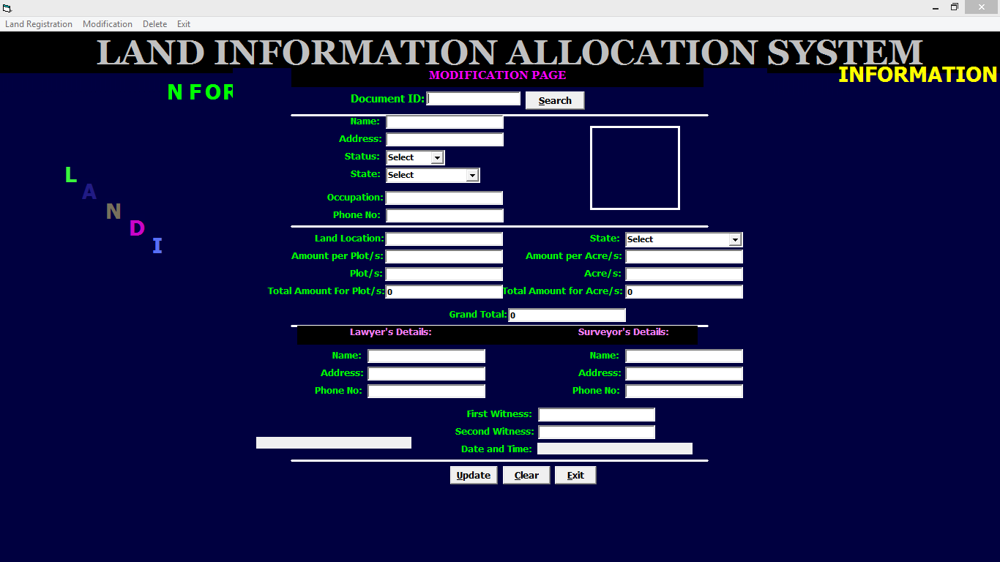 Land Registration Modification Delete Exit
LAND INFORMATION ALLOCATION SYSTEM
INFORMATION
MODIFICATION PAGE
N F O R
Document ID: Search
Name:
Address:
Status: Select
State: Select
Occupation:
Phone No:
L
A
N
D
I
Land Location: State: Select
Amount per Plot/s: Amount per Acre/s:
Plot/s: Acre/s:
Total Amount For Plot/s: 0 Total Amount for Acre/s: 0
Grand Total: 0
Lawyer's Details: Surveyor's Details:
Name: Name:
Address: Address:
Phone No: Phone No:
First Witness:
Second Witness:
Date and Time:
Update Clear Exit